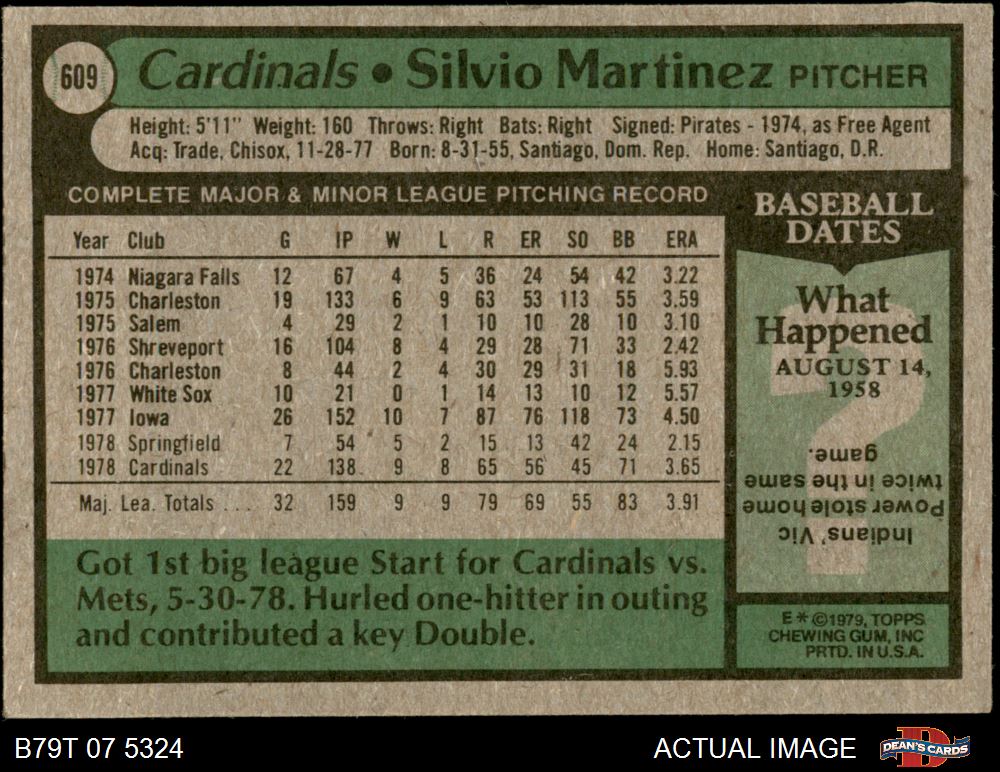 609 Cardinals • Silvio Martinez PITCHER
Height: 5'11" Weight: 160 Throws: Right Bats: Right Signed: Pirates - 1974, as Free Agent
Acq: Trade, Chisox, 11-28-77 Born: 8-31-55, Santiago, Dom. Rep. Home: Santiago, D.R.
COMPLETE MAJOR & MINOR LEAGUE PITCHING RECORD
Year Club G IP W L R ER SO BB ERA
1974 Niagara Falls 12 67 4 5 36 24 54 42 3.22
1975 Charleston 19 133 6 9 63 53 113 55 3.59
1975 Salem 4 29 2 1 10 10 28 10 3.10
1976 Shreveport 16 104 8 4 29 28 71 33 2.42
1976 Charleston 8 44 2 4 30 29 31 18 5.93
1977 White Sox 10 21 0 1 14 13 10 12 5.57
1977 Iowa 26 152 10 7 87 76 118 73 4.50
1978 Springfield 7 54 5 2 15 13 42 24 2.15
1978 Cardinals 22 138 9 8 65 56 45 71 3.65
Maj. Lea. Totals ... 32 159 9 9 79 69 55 83 3.91
Got 1st big league Start for Cardinals vs.
Mets, 5-30-78. Hurled one-hitter in outing
and contributed a key Double.
BASEBALL
DATES
What
Happened
AUGUST 14,
1958
Indians' Vic
Power stole home
twice in the same
game.
E * ©1979, TOPPS
CHEWING GUM, INC
PRTD. IN U.S.A.
B79T 07 5324
ACTUAL IMAGE
DEAN'S CARDS